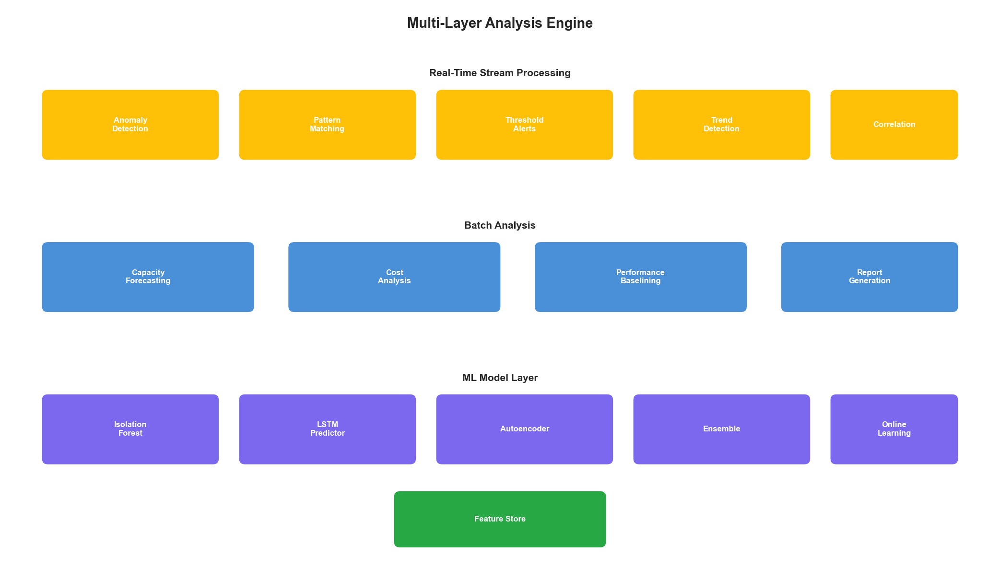 Multi-Layer Analysis Engine
Real-Time Stream Processing
Anomaly
Detection
Pattern
Matching
Threshold
Alerts
Trend
Detection
Correlation
Batch Analysis
Capacity
Forecasting
Cost
Analysis
Performance
Baselining
Report
Generation
ML Model Layer
Isolation
Forest
LSTM
Predictor
Autoencoder
Ensemble
Online
Learning
Feature Store